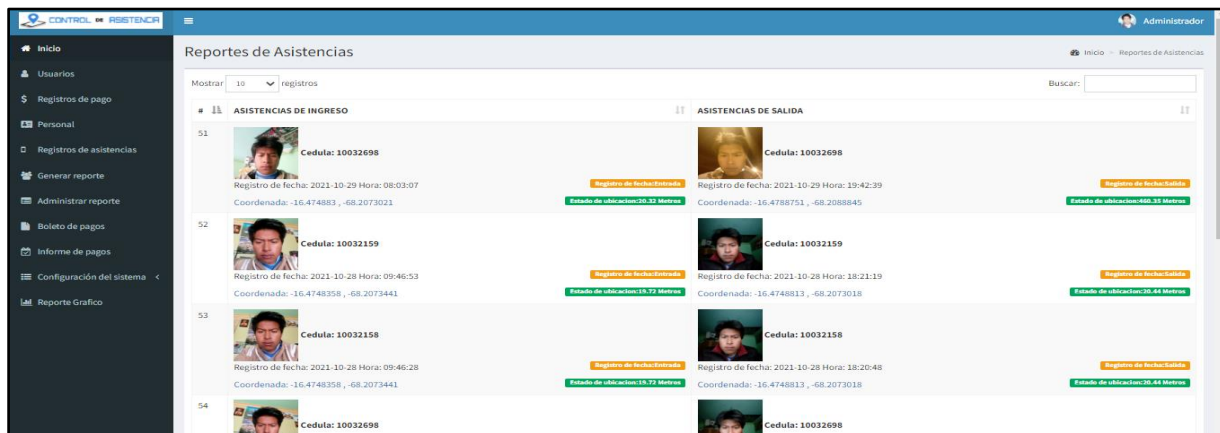 CONTROL DE ASISTENCIA
Administrador
Inicio
Usuarios
Registros de pago
Personal
Registros de asistencias
Generar reporte
Administrar reporte
Boleto de pagos
Informe de pagos
Configuración del sistema <
Reporte Grafico
Reportes de Asistencias
Inicio > Reportes de Asistencias
Mostrar 10 registros
Buscar:
# ASISTENCIAS DE INGRESO ASISTENCIAS DE SALIDA
51
Cedula: 10032698
Registro de fecha: 2021-10-29 Hora: 08:03:07
Registro de fecha:Entrada
Coordenada: -16.474883 , -68.2073021
Estado de ubicacion:20.32 Metros
Cedula: 10032698
Registro de fecha: 2021-10-29 Hora: 19:42:39
Registro de fecha:Salida
Coordenada: -16.4788751 , -68.2088845
Estado de ubicacion:460.35 Metros
52
Cedula: 10032159
Registro de fecha: 2021-10-28 Hora: 09:46:53
Registro de fecha:Entrada
Coordenada: -16.4748358 , -68.2073441
Estado de ubicacion:19.72 Metros
Cedula: 10032159
Registro de fecha: 2021-10-28 Hora: 18:21:19
Registro de fecha:Salida
Coordenada: -16.4748813 , -68.2073018
Estado de ubicacion:20.44 Metros
53
Cedula: 10032158
Registro de fecha: 2021-10-28 Hora: 09:46:28
Registro de fecha:Entrada
Coordenada: -16.4748358 , -68.2073441
Estado de ubicacion:19.72 Metros
Cedula: 10032158
Registro de fecha: 2021-10-28 Hora: 18:20:48
Registro de fecha:Salida
Coordenada: -16.4748813 , -68.2073018
Estado de ubicacion:20.44 Metros
54
Cedula: 10032698
Cedula: 10032698